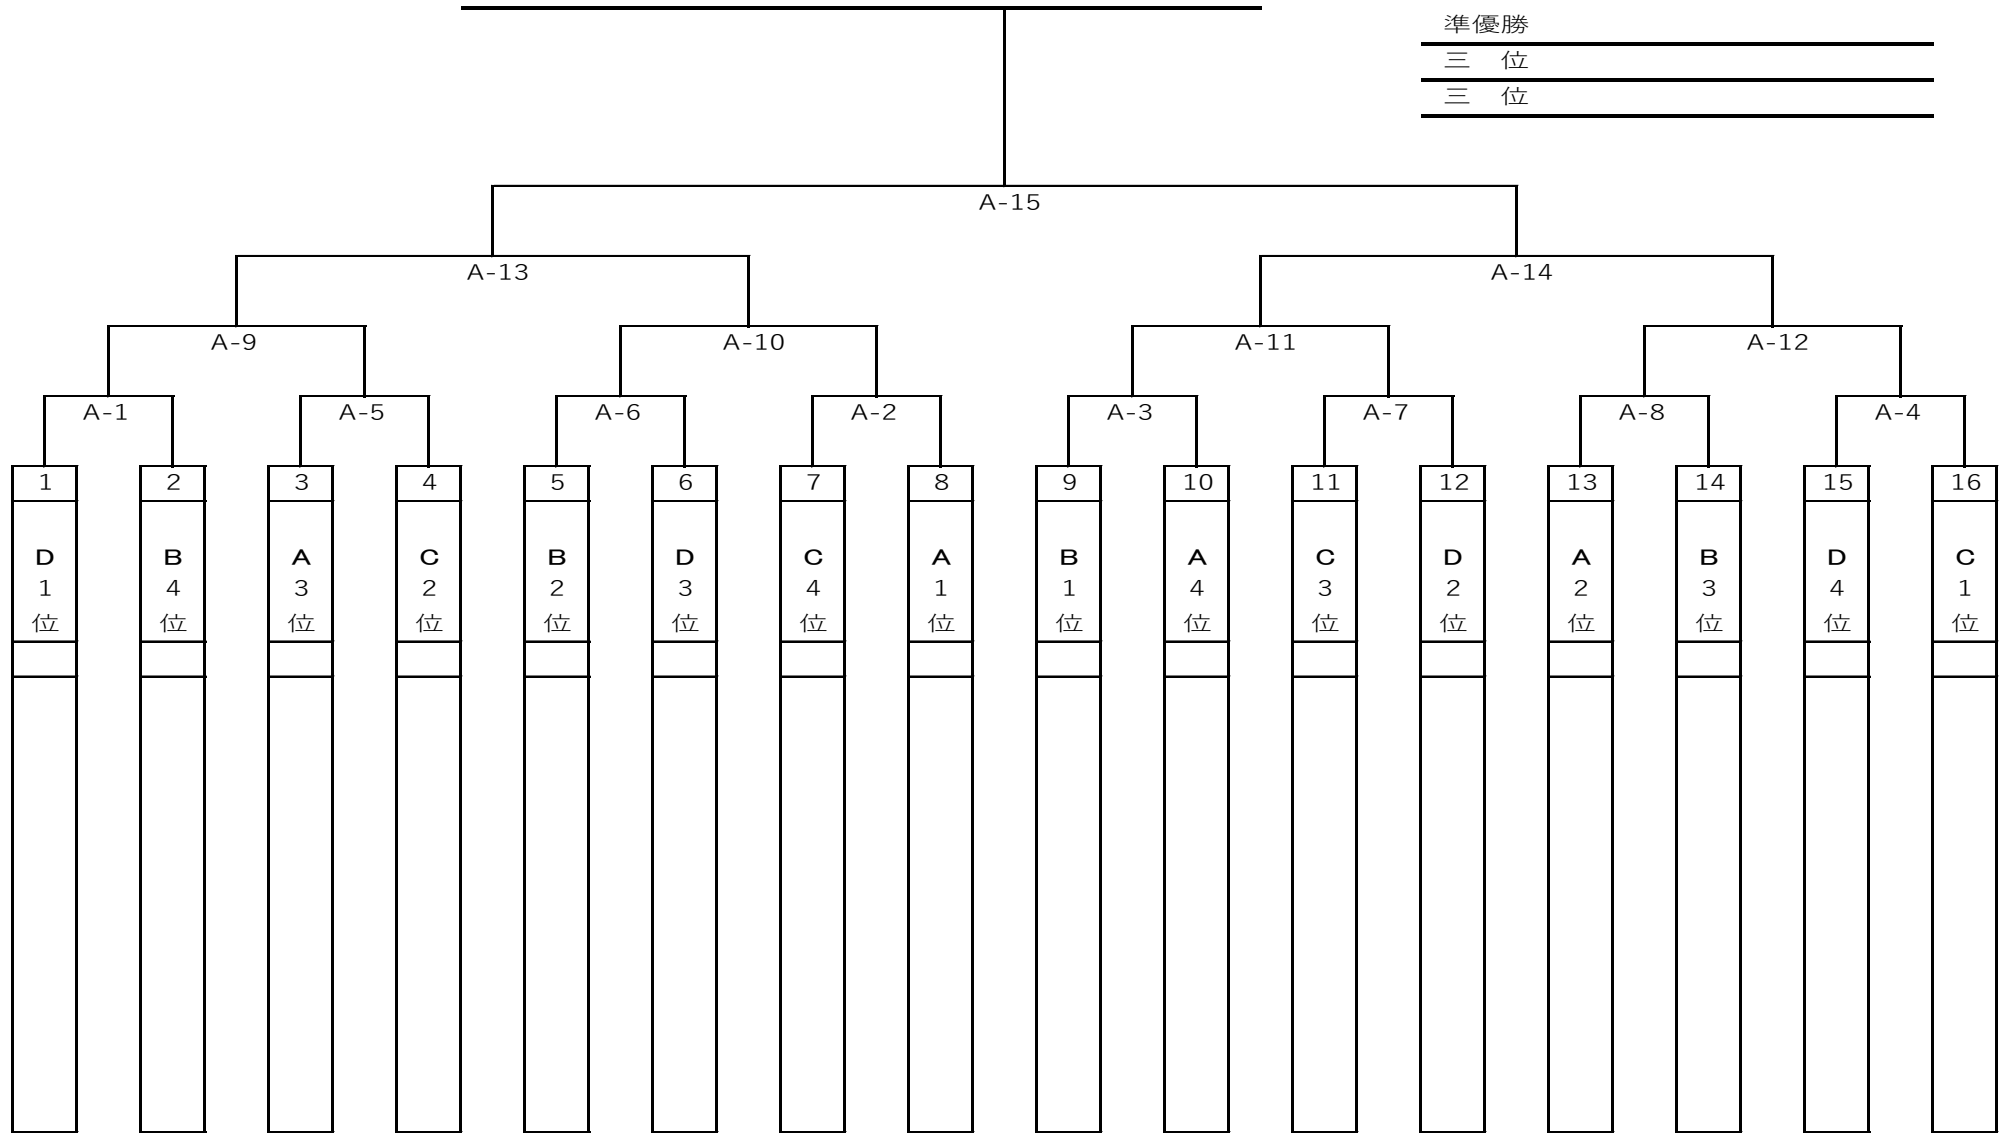 準優勝
三　位
三　位
A-15
A-13 A-14
A-9 A-10 A-11 A-12
A-1 A-5 A-6 A-2 A-3 A-7 A-8 A-4
1 2 3 4 5 6 7 8 9 10 11 12 13 14 15 16
D B A C B D C A B A C D A B D C
1 4 3 2 2 3 4 1 1 4 3 2 2 3 4 1
位 位 位 位 位 位 位 位 位 位 位 位 位 位 位 位